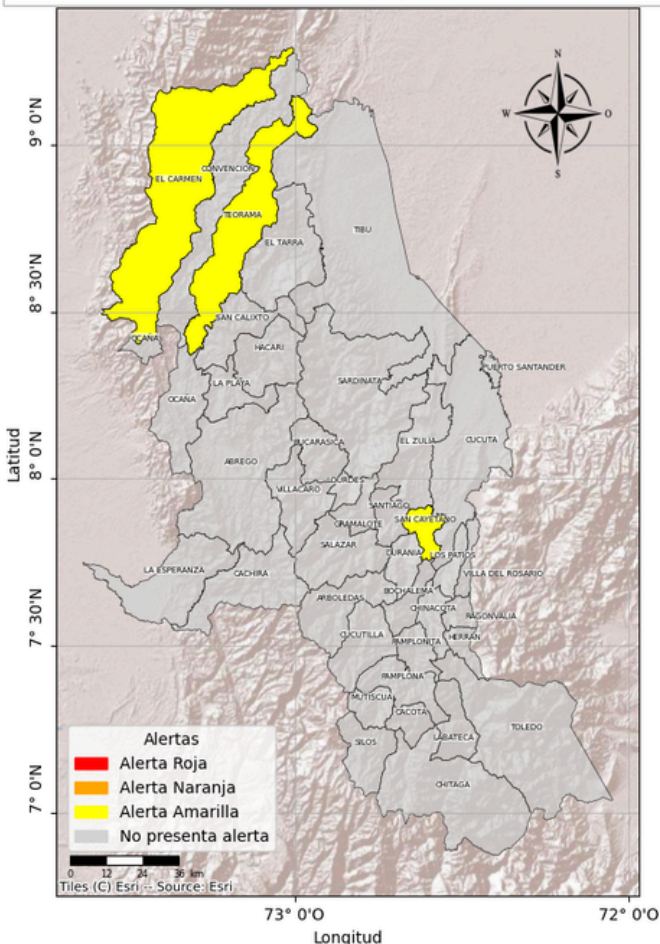 N
W
O
S
9° 0'N
8° 30'N
8° 0'N
7° 30'N
7° 0'N
Latitud
CONVENCION
EL CARMEN
TEORAMA
TIBU
EL TARRA
SAN CALIXTO
OCAÑA
HACARI
PUERTO SANTANDER
LA PLAYA
SARDINATA
OCAÑA
BUCARASICA
EL ZULIA
CUCUTA
ABREGO
LOURDES
VILLACARO
SANTIAGO
SAN CAYETANO
GRAMALOTE
SALAZAR
DURANIA
LOS PATIOS
LA ESPERANZA
CACHIRA
VILLA DEL ROSARIO
ARBOLEDAS
BOCHALEMA
CHINACOTA
RAGONVALIA
CUCUTILLA
PAMPLONITA
HERRAN
PAMPLONA
MUTISCUA
CACOTA
TOLEDO
SILOS
LABATECA
CHITAGA
Alertas
Alerta Roja
Alerta Naranja
Alerta Amarilla
No presenta alerta
0 12 24 36 km
Tiles (C) Esri -- Source: Esri
73° 0'O
72° 0'O
Longitud